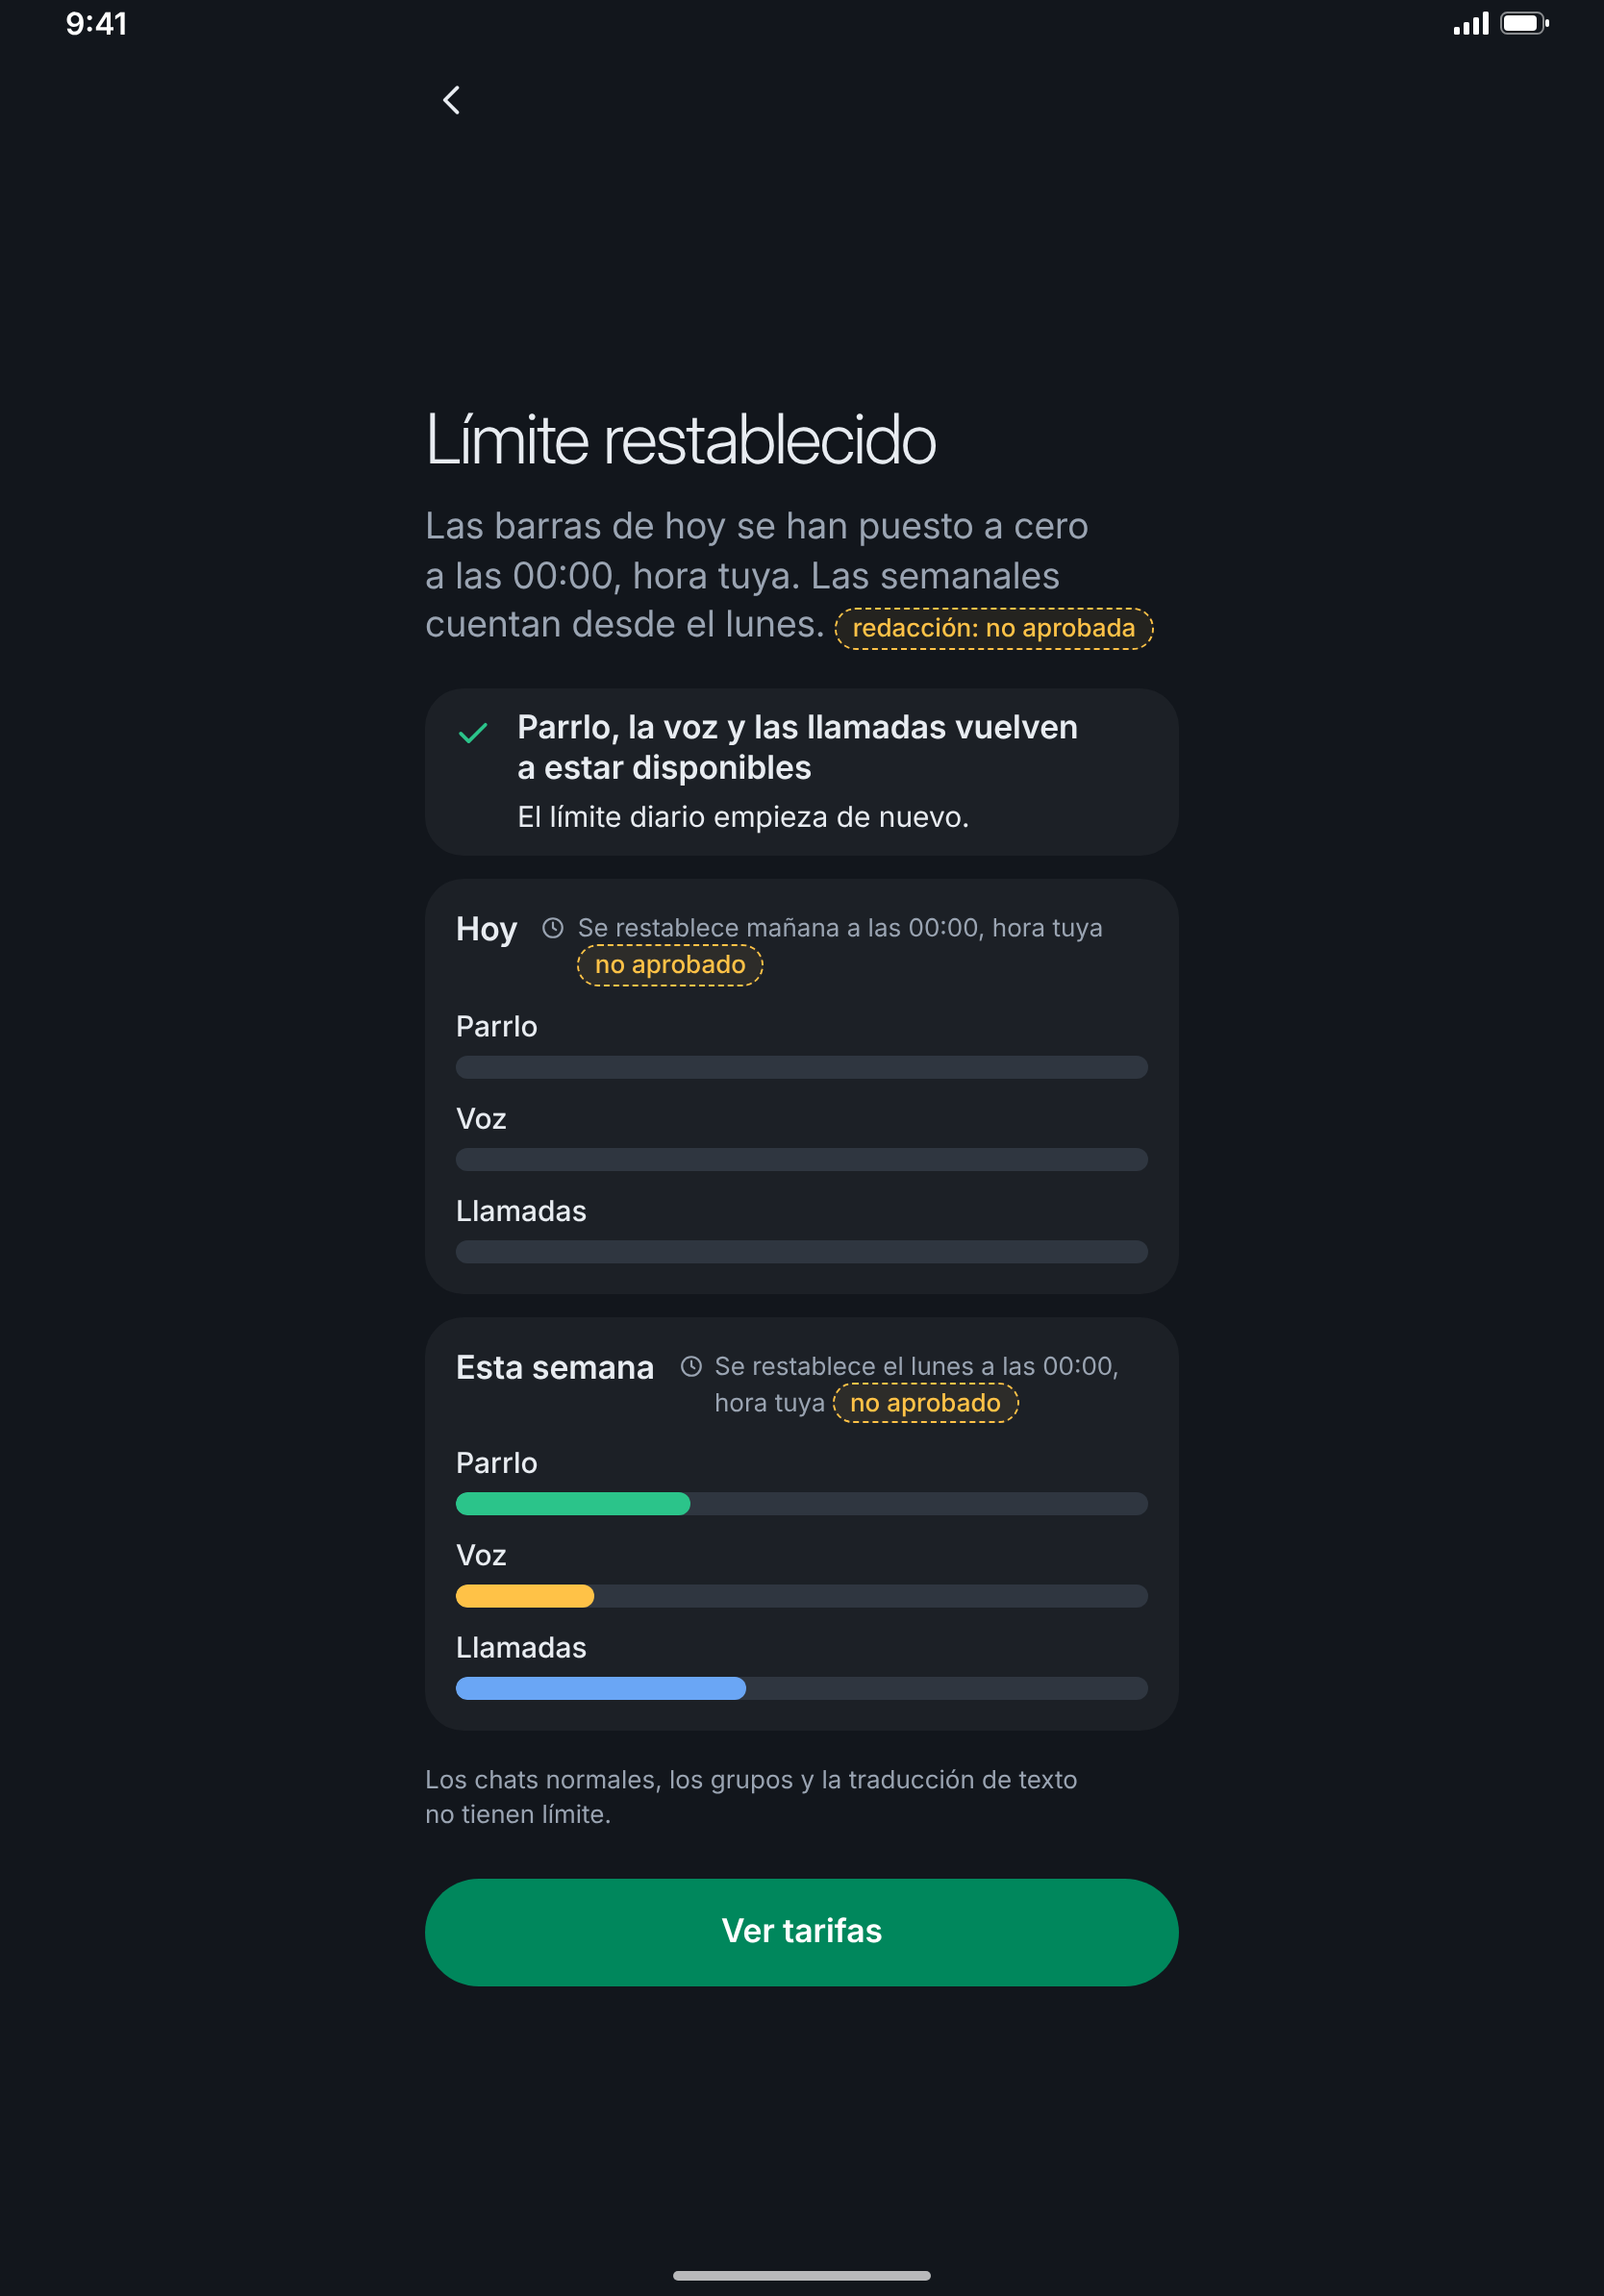 9:41
Límite restablecido
Las barras de hoy se han puesto a cero
a las 00:00, hora tuya. Las semanales
cuentan desde el lunes. redacción: no aprobada
Parrlo, la voz y las llamadas vuelven
a estar disponibles
El límite diario empieza de nuevo.
Hoy Se restablece mañana a las 00:00, hora tuya
no aprobado
Parrlo
Voz
Llamadas
Esta semana Se restablece el lunes a las 00:00,
hora tuya no aprobado
Parrlo
Voz
Llamadas
Los chats normales, los grupos y la traducción de texto
no tienen límite.
Ver tarifas